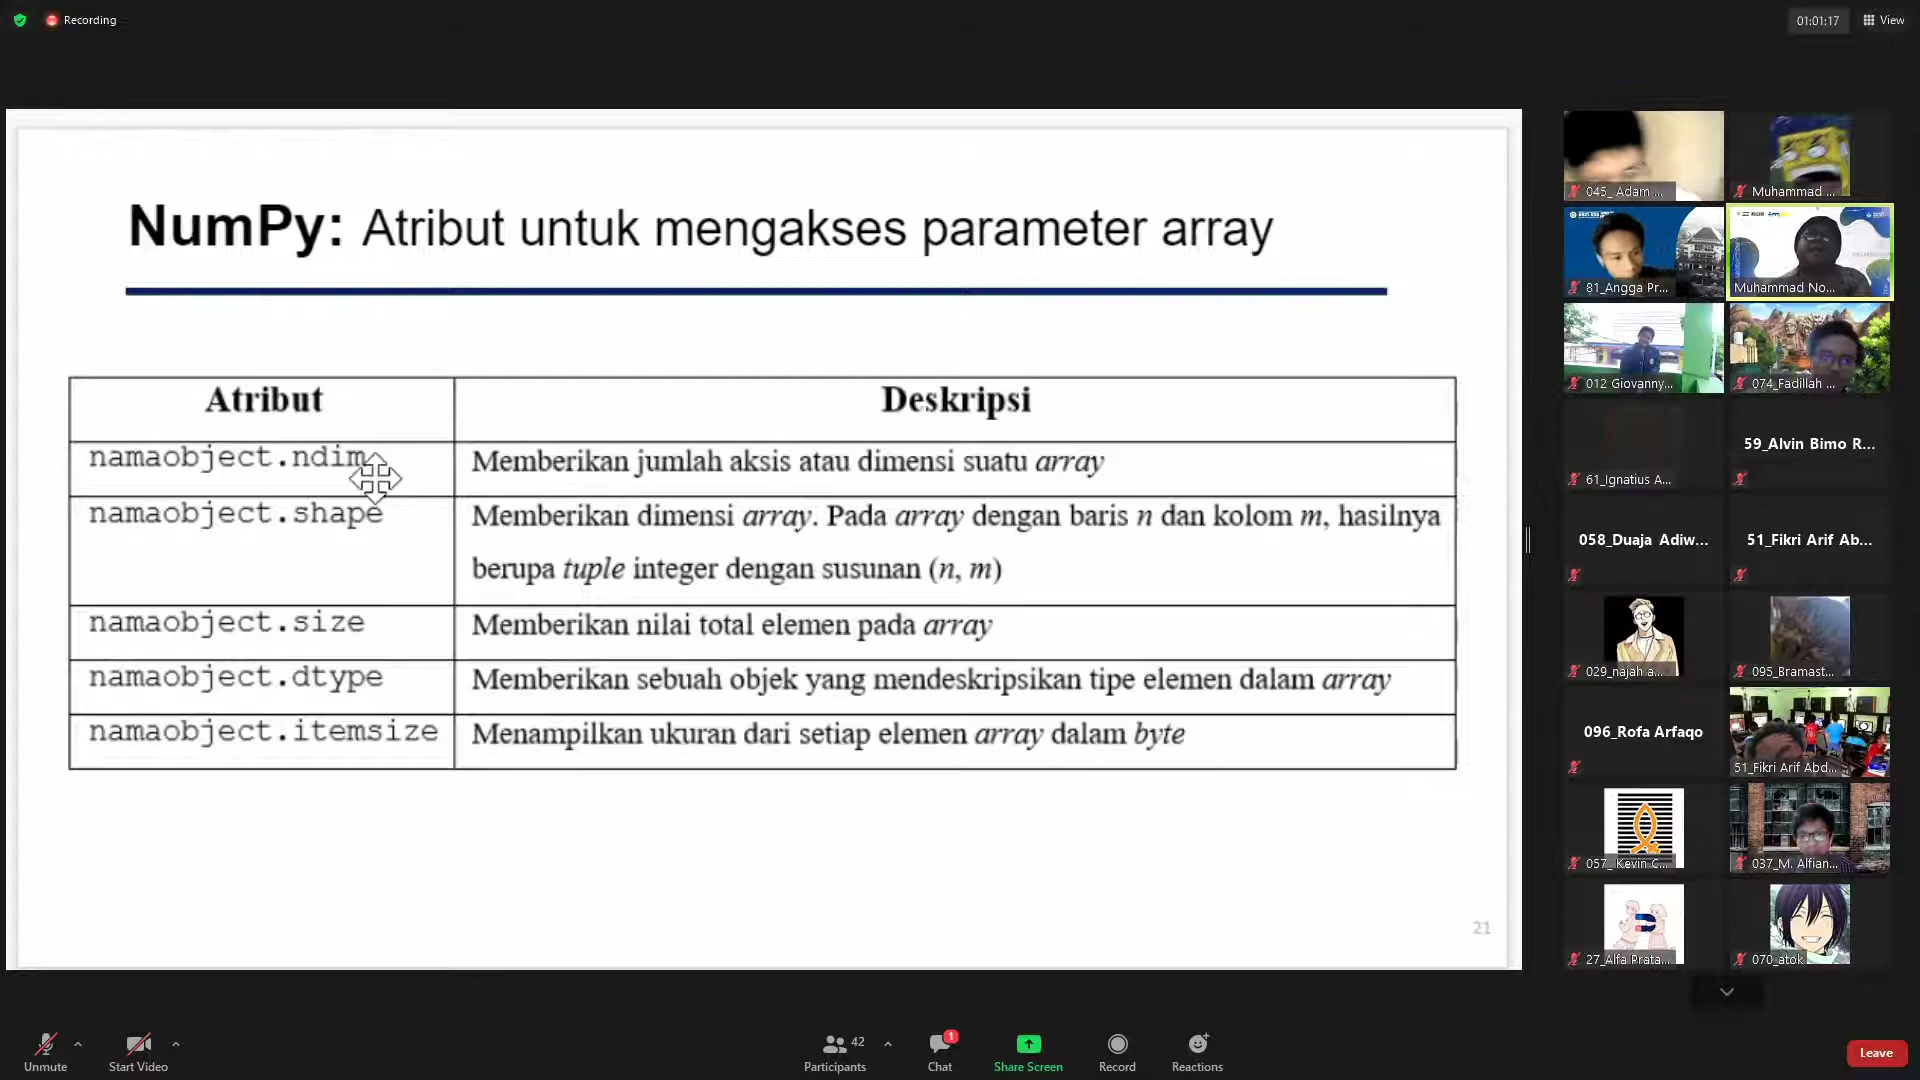 Recording
01:01:17
View
NumPy: Atribut untuk mengakses parameter array
Atribut
Deskripsi
namaobject.ndim
Memberikan jumlah aksis atau dimensi suatu array
namaobject.shape
Memberikan dimensi array. Pada array dengan baris n dan kolom m, hasilnya
berupa tuple integer dengan susunan (n, m)
namaobject.size
Memberikan nilai total elemen pada array
namaobject.dtype
Memberikan sebuah objek yang mendeskripsikan tipe elemen dalam array
namaobject.itemsize
Menampilkan ukuran dari setiap elemen array dalam byte
21
045_ Adam ...
Muhammad ...
81_Angga Pr...
Muhammad No...
012 Giovanny...
074_Fadillah ...
61_Ignatius A...
59_Alvin Bimo R...
058_Duaja Adiw...
51_Fikri Arif Ab...
029_najah a...
095_Bramast...
096_Rofa Arfaqo
51_Fikri Arif Abd...
057_ Kevin C...
037_M. Alfian...
27_Alfa Prata...
070_atok
Unmute
Start Video
42
Participants
1
Chat
Share Screen
Record
Reactions
Leave